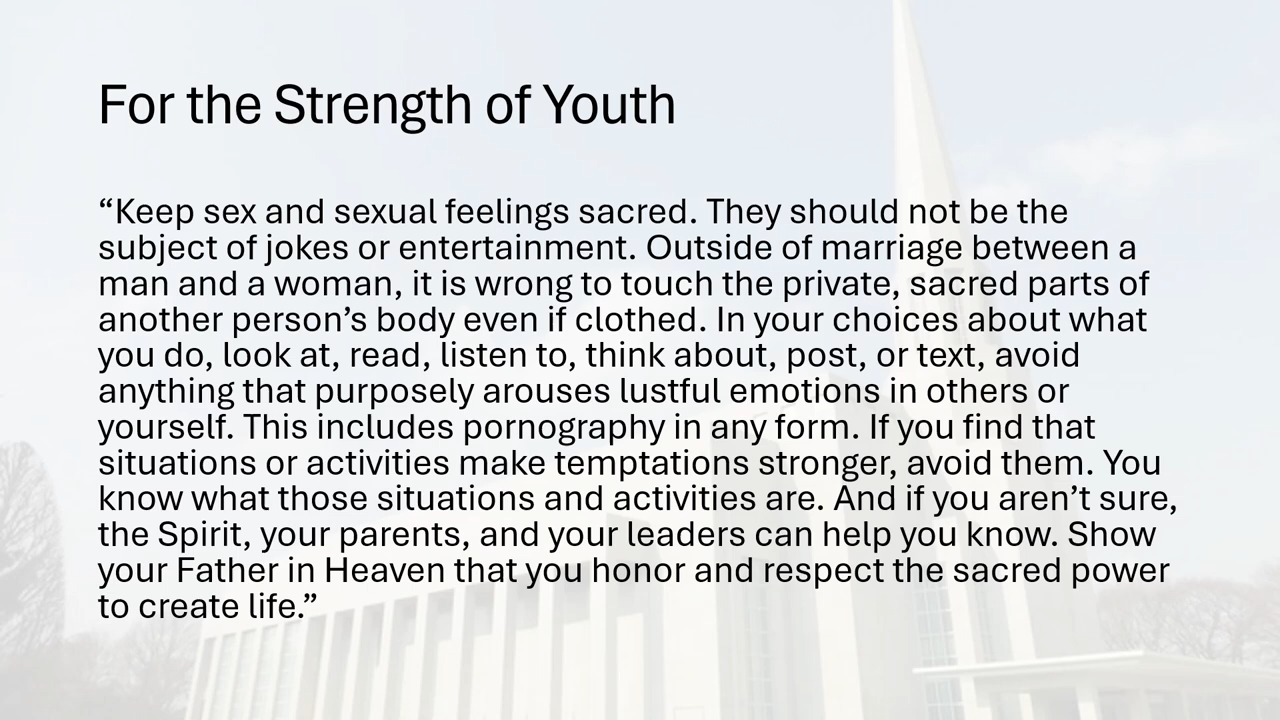 For the Strength of Youth
“Keep sex and sexual feelings sacred. They should not be the
subject of jokes or entertainment. Outside of marriage between a
man and a woman, it is wrong to touch the private, sacred parts of
another person’s body even if clothed. In your choices about what
you do, look at, read, listen to, think about, post, or text, avoid
anything that purposely arouses lustful emotions in others or
yourself. This includes pornography in any form. If you find that
situations or activities make temptations stronger, avoid them. You
know what those situations and activities are. And if you aren’t sure,
the Spirit, your parents, and your leaders can help you know. Show
your Father in Heaven that you honor and respect the sacred power
to create life.”